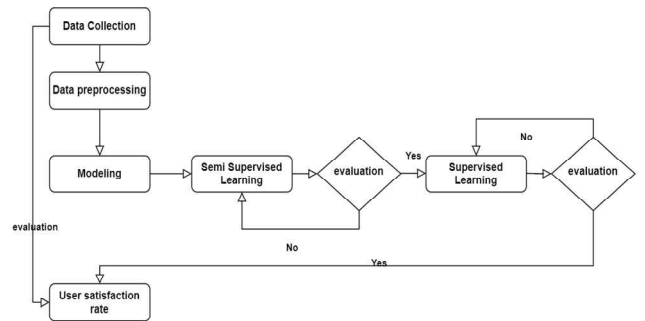 Data Collection
Data preprocessing
Modeling
Semi Supervised
Learning
evaluation
Yes
Supervised
Learning
No
evaluation
evaluation
No
Yes
User satisfaction
rate